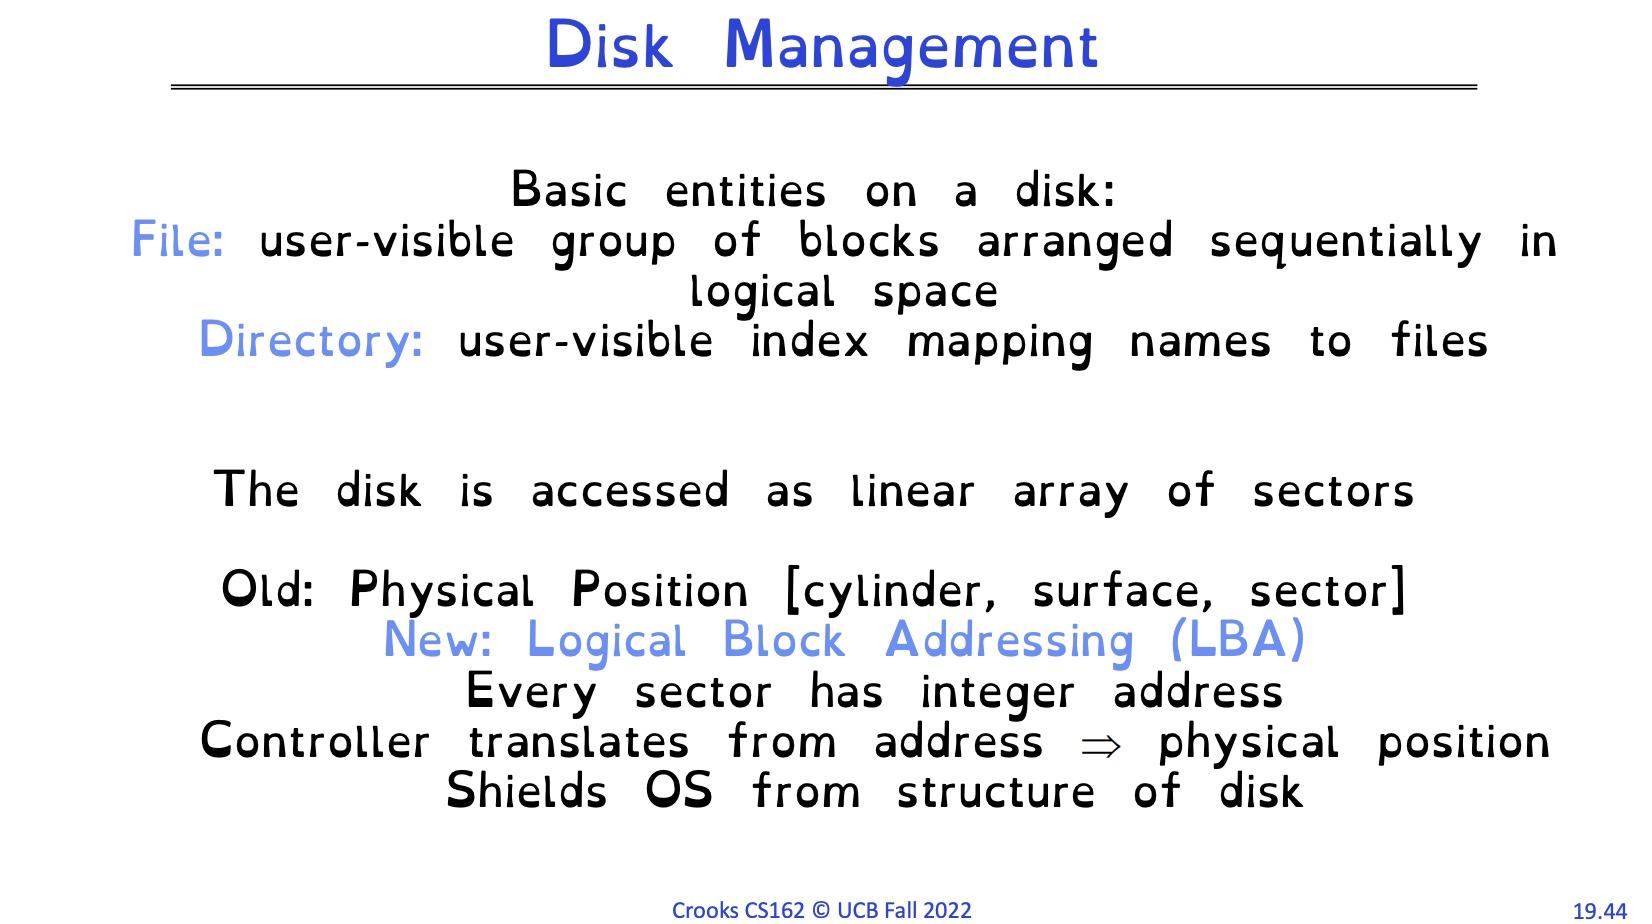 Disk Management
Basic entities on a disk:
File: user-visible group of blocks arranged sequentially in
logical space
Directory: user-visible index mapping names to files
The disk is accessed as linear array of sectors
Old: Physical Position [cylinder, surface, sector]
New: Logical Block Addressing (LBA)
Every sector has integer address
Controller translates from address ⇒ physical position
Shields OS from structure of disk
Crooks CS162 © UCB Fall 2022
19.44